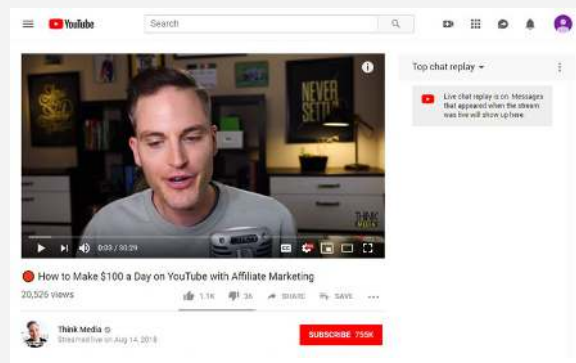 YouTube
Search
Top chat replay
Live chat replay is on. Messages
that appeared when the stream
was live will show up here.
NEVER
SETTLE
THINK
MEDIA
0:03 / 50:29
CC
How to Make $100 a Day on YouTube with Affiliate Marketing
20,526 views
1.1K
SHARE
SAVE
Think Media
Streamed live on Aug 14, 2018
SUBSCRIBE 755K